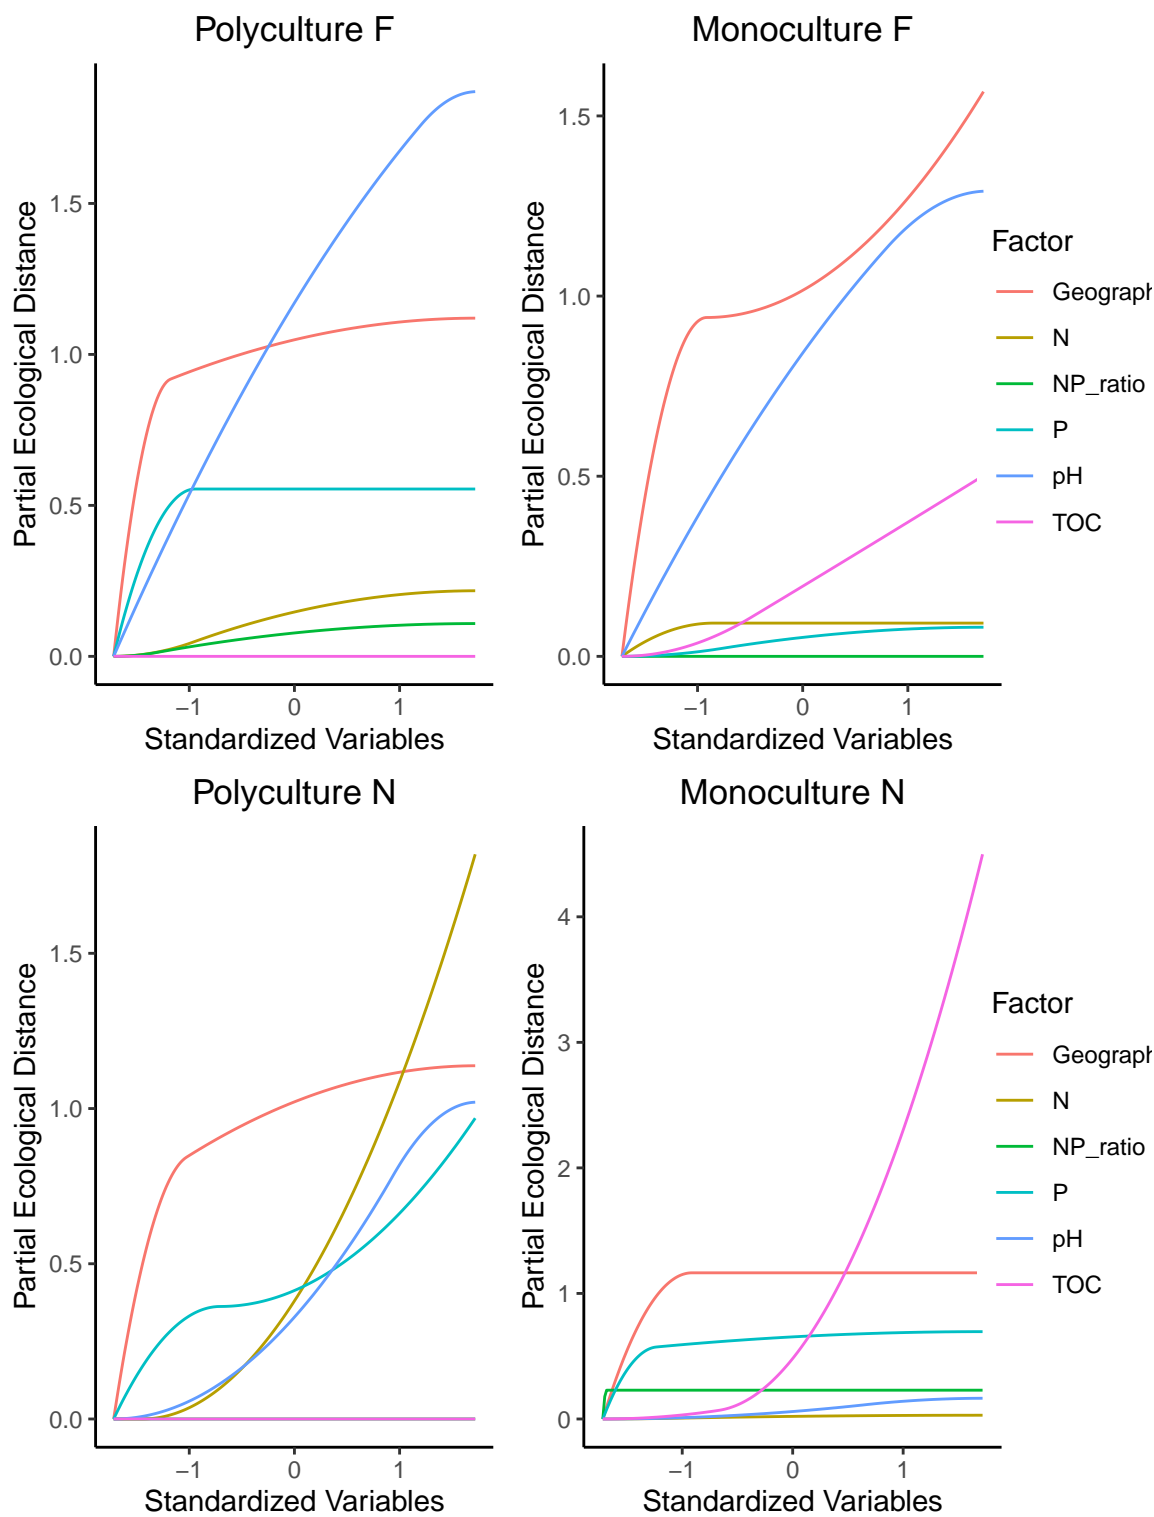 Polyculture F
Monoculture F
Partial Ecological Distance
1.5
1.0
0.5
0.0
−1 0 1
Standardized Variables
Partial Ecological Distance
1.5
1.0
0.5
0.0
−1 0 1
Standardized Variables
Factor
Geograph
N
NP_ratio
P
pH
TOC
Polyculture N
Monoculture N
Partial Ecological Distance
1.5
1.0
0.5
0.0
−1 0 1
Standardized Variables
Partial Ecological Distance
4
3
2
1
0
−1 0 1
Standardized Variables
Factor
Geograph
N
NP_ratio
P
pH
TOC